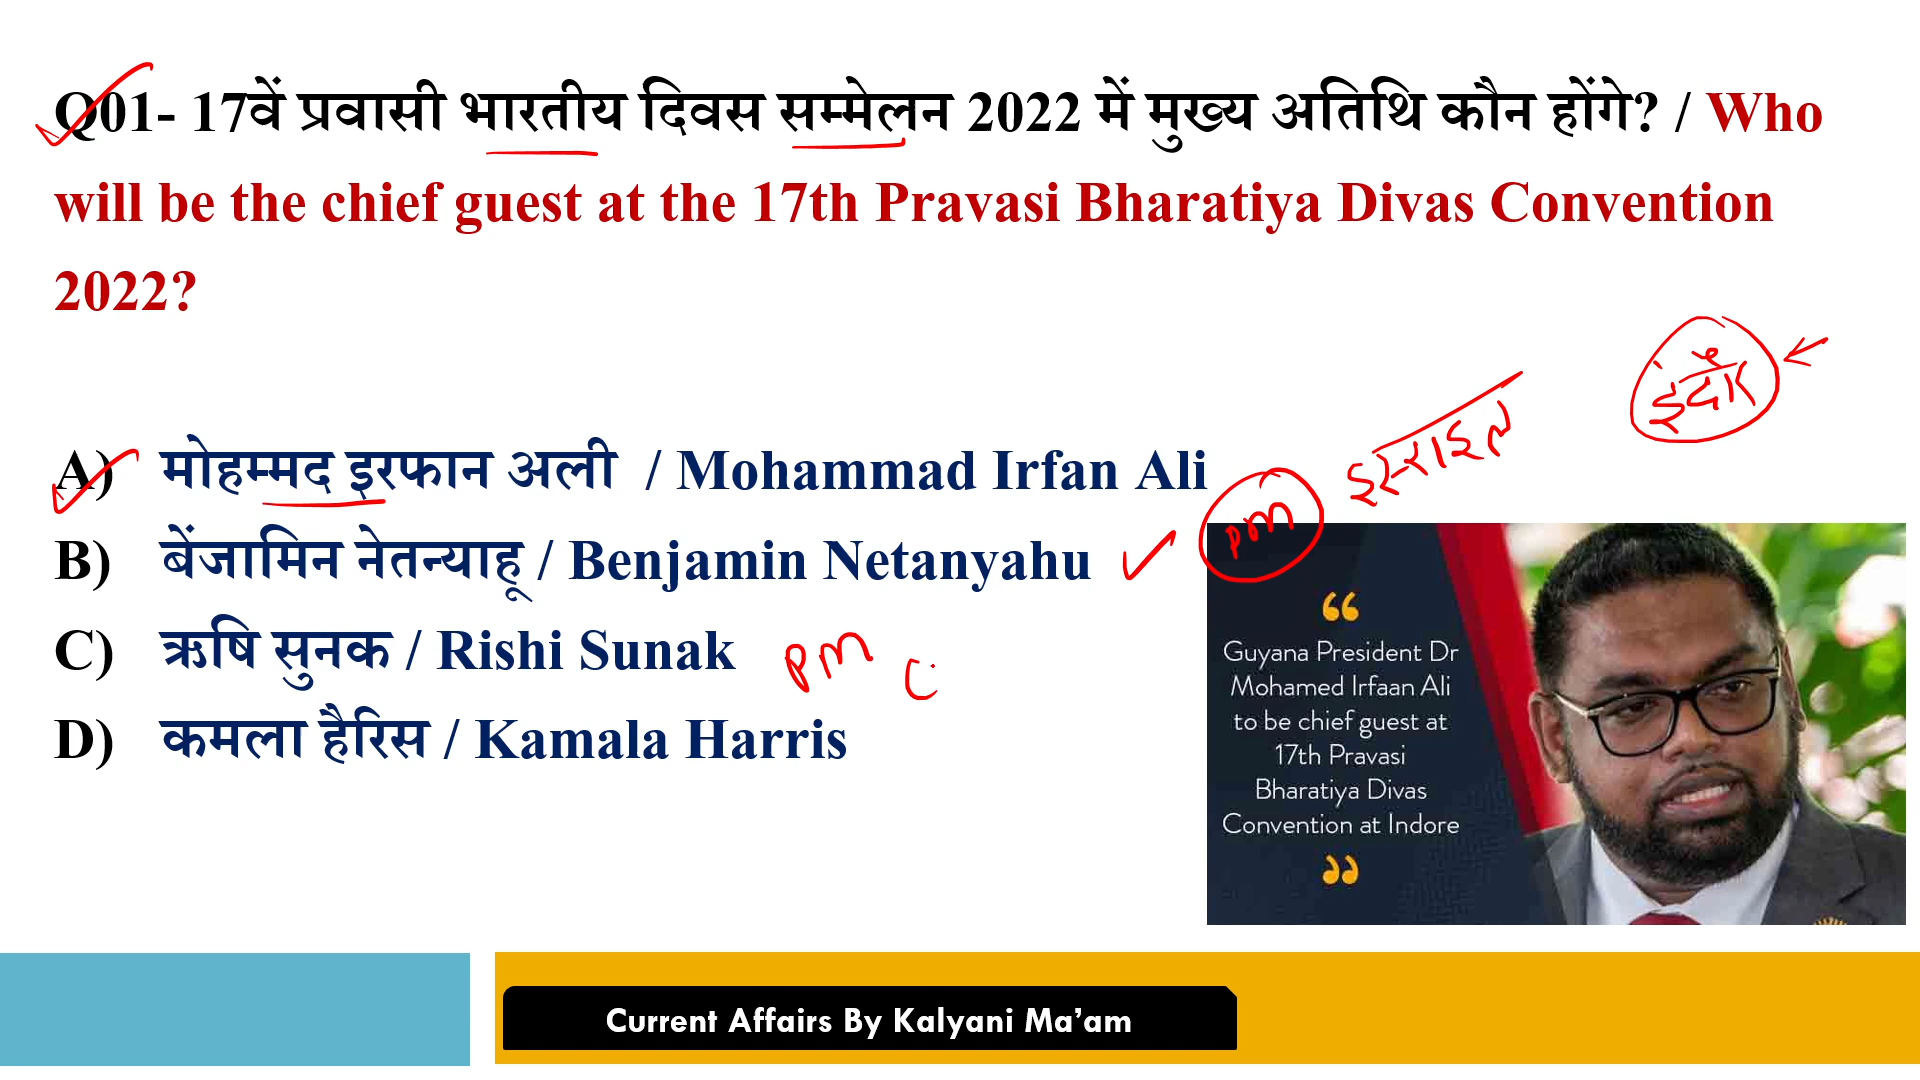 Q01- 17वें प्रवासी भारतीय दिवस सम्मेलन 2022 में मुख्य अतिथि कौन होंगे? / Who
will be the chief guest at the 17th Pravasi Bharatiya Divas Convention
2022?
इंदौर
इस्राइल
A) मोहम्मद इरफान अली / Mohammad Irfan Ali
PM
B) बेंजामिन नेतन्याहू / Benjamin Netanyahu
C) ऋषि सुनक / Rishi Sunak
PM
D) कमला हैरिस / Kamala Harris
“
Guyana President Dr
Mohamed Irfaan Ali
to be chief guest at
17th Pravasi
Bharatiya Divas
Convention at Indore
”
Current Affairs By Kalyani Ma’am